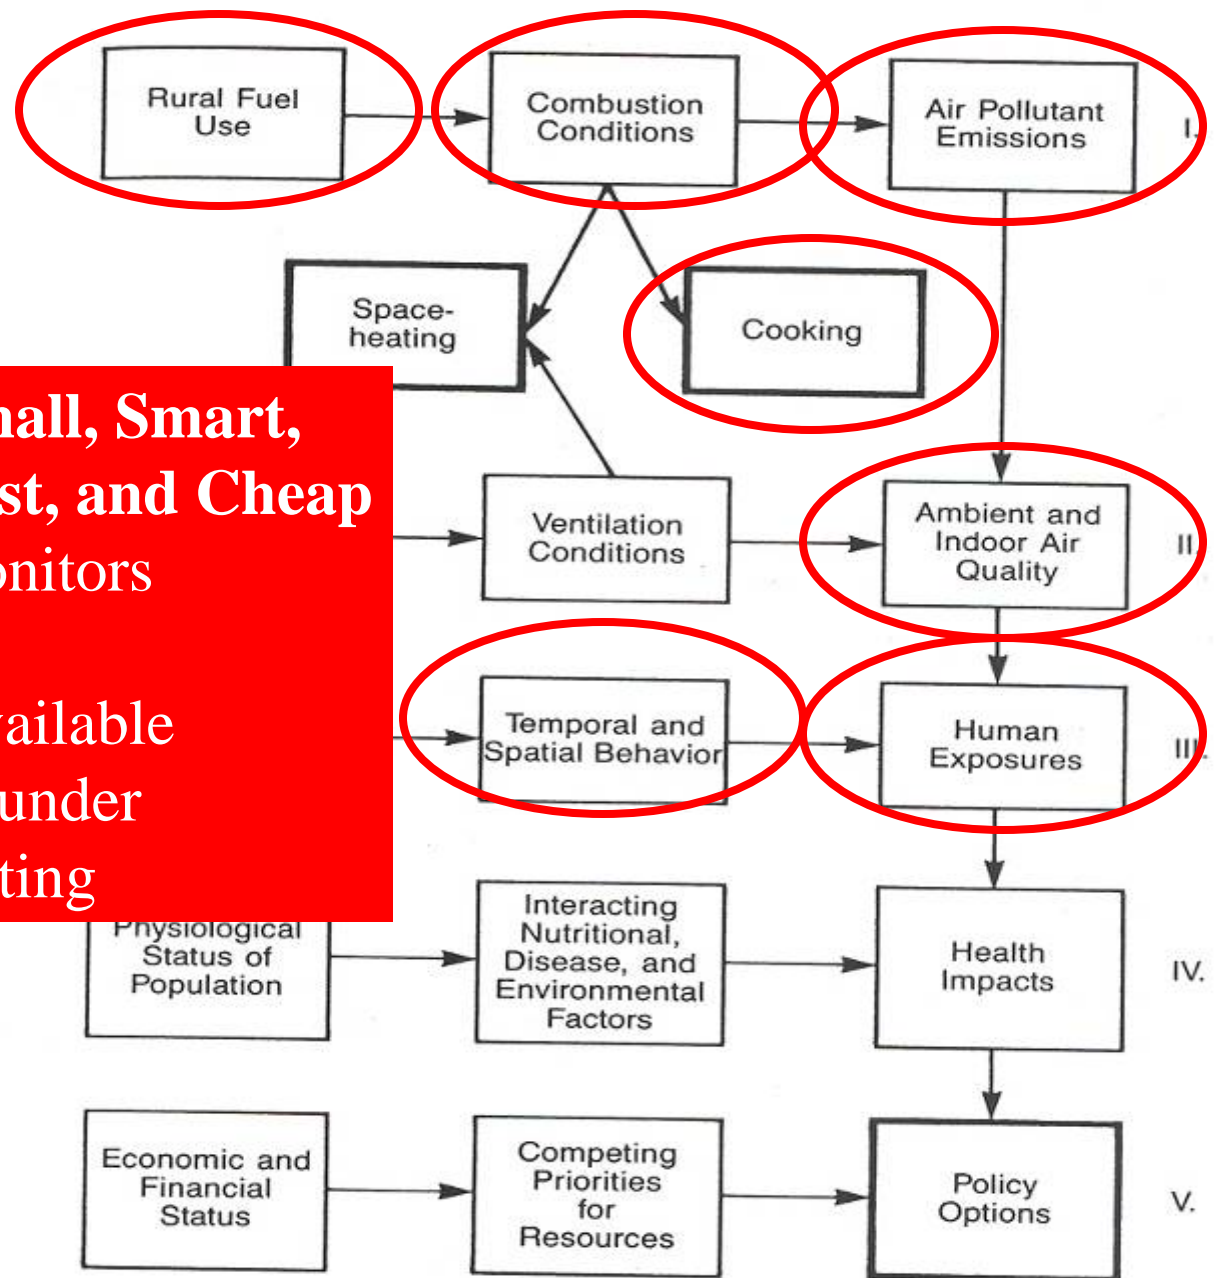 Rural Fuel
Use
Combustion
Conditions
Air Pollutant
Emissions
I.
Space-
heating
Cooking
mall, Smart,
st, and Cheap
onitors
Ventilation
Conditions
Ambient and
Indoor Air
Quality
II.
vailable
under
ting
Temporal and
Spatial Behavior
Human
Exposures
III.
Physiological
Status of
Population
Interacting
Nutritional,
Disease, and
Environmental
Factors
Health
Impacts
IV.
Economic and
Financial
Status
Competing
Priorities
for
Resources
Policy
Options
V.